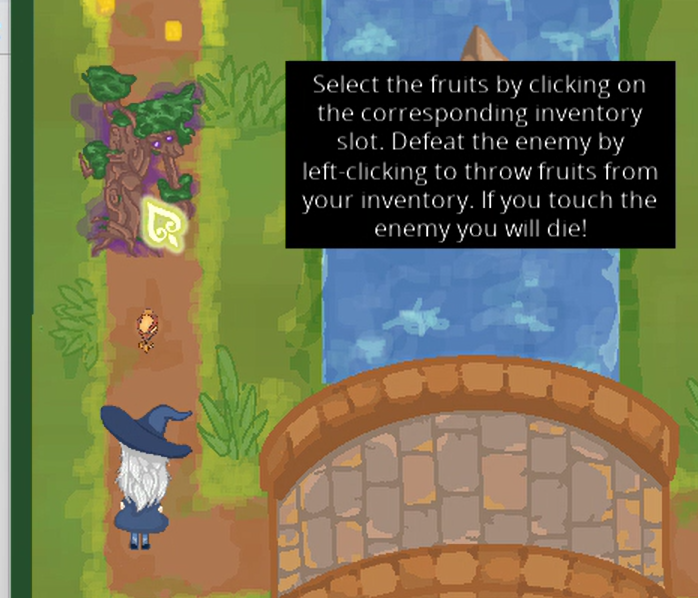 Select the fruits by clicking on
the corresponding inventory
slot. Defeat the enemy by
left-clicking to throw fruits from
your inventory. If you touch the
enemy you will die!